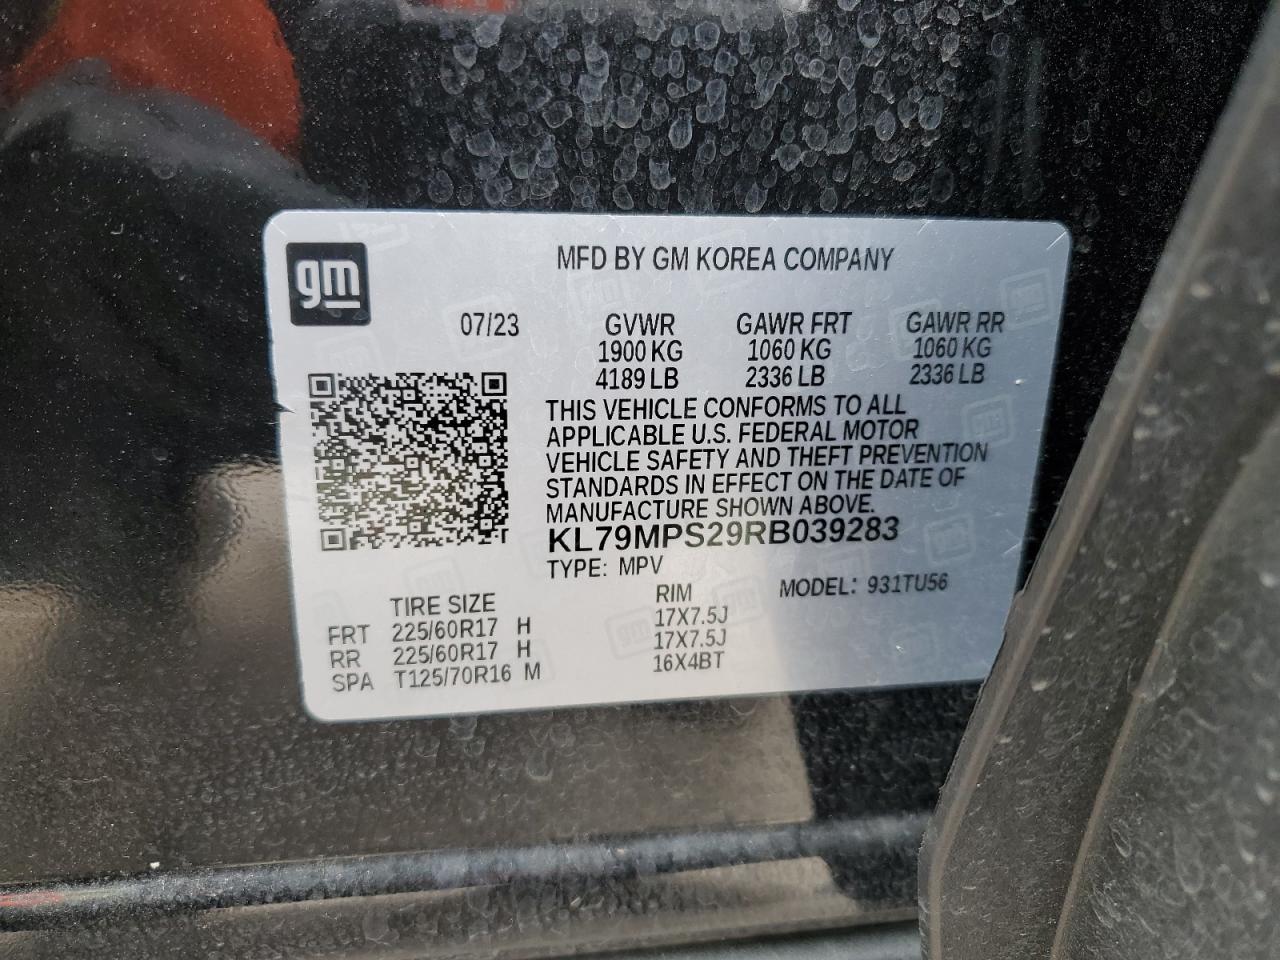 gm
MFD BY GM KOREA COMPANY
07/23 GVWR GAWR FRT GAWR RR
1900 KG 1060 KG 1060 KG
4189 LB 2336 LB 2336 LB
THIS VEHICLE CONFORMS TO ALL
APPLICABLE U.S. FEDERAL MOTOR
VEHICLE SAFETY AND THEFT PREVENTION
STANDARDS IN EFFECT ON THE DATE OF
MANUFACTURE SHOWN ABOVE.
KL79MPS29RB039283
TYPE: MPV MODEL: 931TU56
TIRE SIZE RIM
FRT 225/60R17 H 17X7.5J
RR 225/60R17 H 17X7.5J
SPA T125/70R16 M 16X4BT